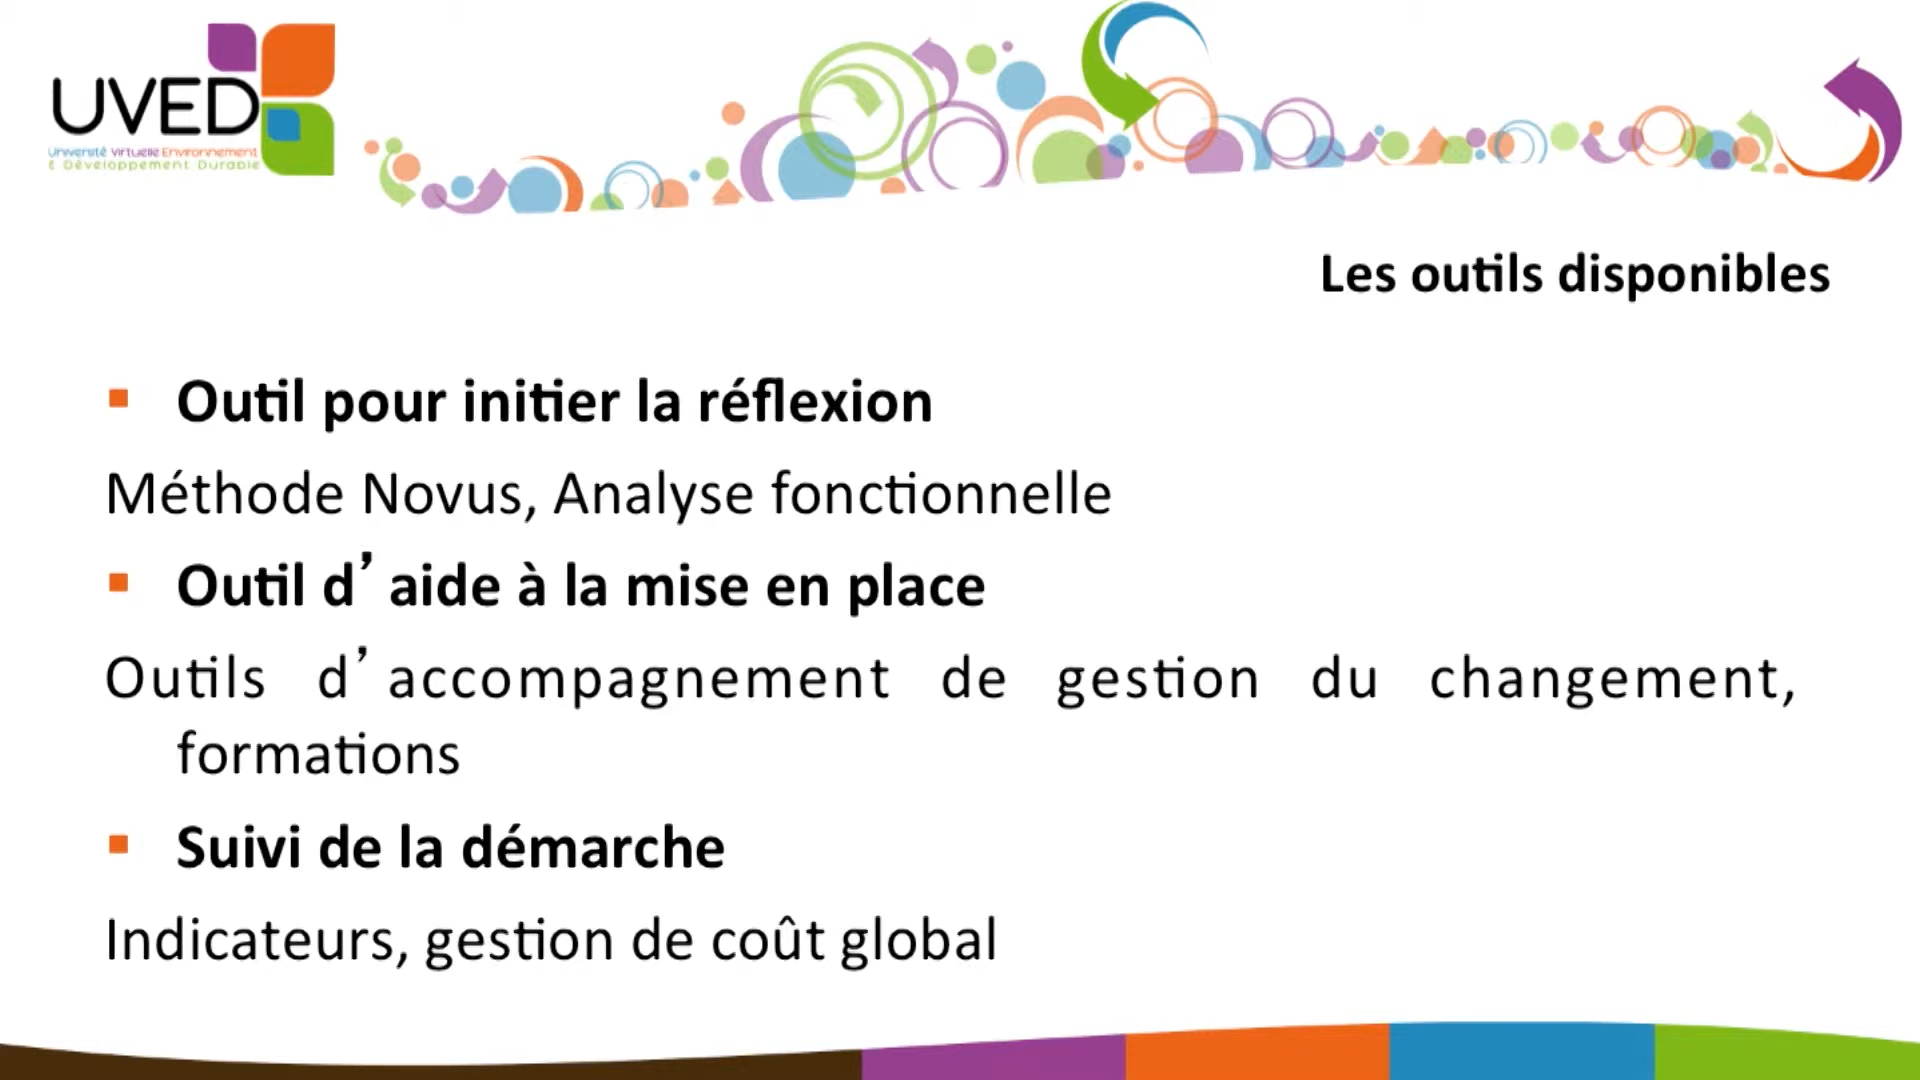 UVED
Université Virtuelle Environnement
& Développement Durable
Les outils disponibles
▪ Outil pour initier la réflexion
Méthode Novus, Analyse fonctionnelle
▪ Outil d’aide à la mise en place
Outils d’accompagnement de gestion du changement,
formations
▪ Suivi de la démarche
Indicateurs, gestion de coût global